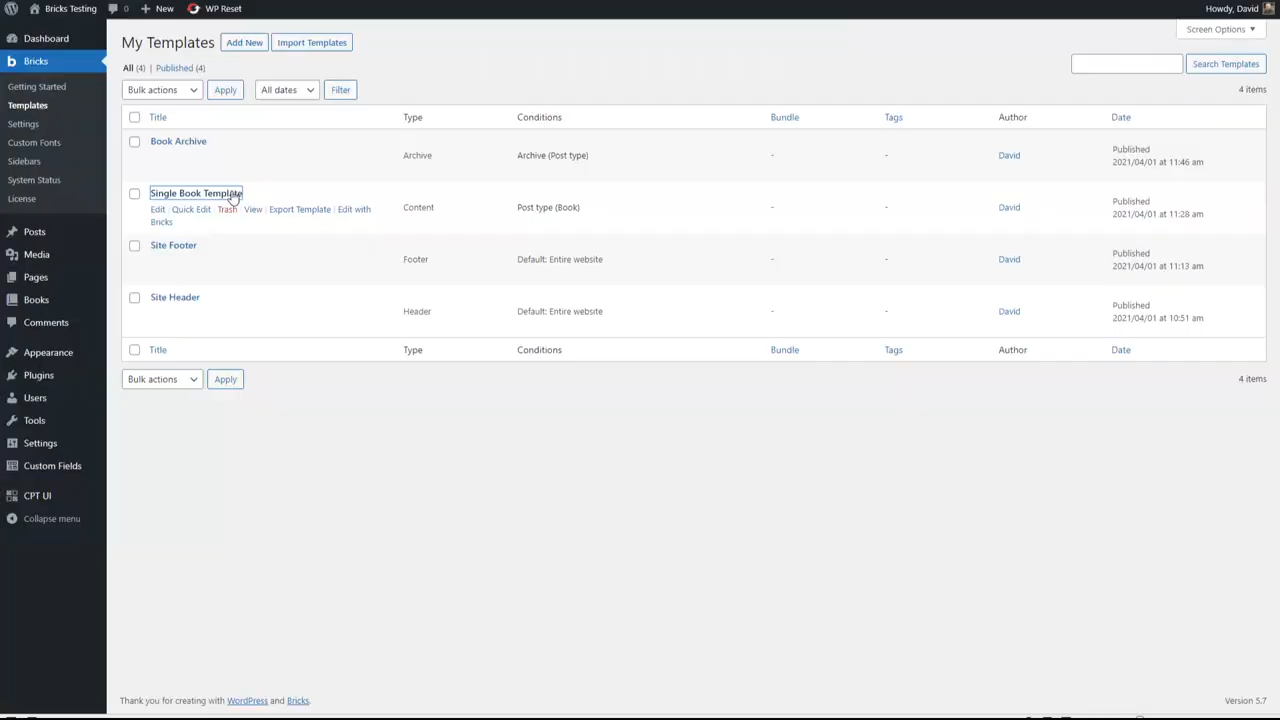 Bricks Testing 0 New WP Reset Howdy, David
Dashboard
Bricks
Getting Started
Templates
Settings
Custom Fonts
Sidebars
System Status
License
Posts
Media
Pages
Books
Comments
Appearance
Plugins
Users
Tools
Settings
Custom Fields
CPT UI
Collapse menu
Screen Options
My Templates Add New Import Templates
All (4) | Published (4)
Search Templates
Bulk actions Apply All dates Filter
4 items
Title Type Conditions Bundle Tags Author Date
Book Archive
Archive Archive (Post type) - - David
Published
2021/04/01 at 11:46 am
Single Book Template
Edit | Quick Edit | Trash | View | Export Template | Edit with
Bricks
Content Post type (Book) - - David
Published
2021/04/01 at 11:28 am
Site Footer
Footer Default: Entire website - - David
Published
2021/04/01 at 11:13 am
Site Header
Header Default: Entire website - - David
Published
2021/04/01 at 10:51 am
Title Type Conditions Bundle Tags Author Date
Bulk actions Apply
4 items
Thank you for creating with WordPress and Bricks.
Version 5.7